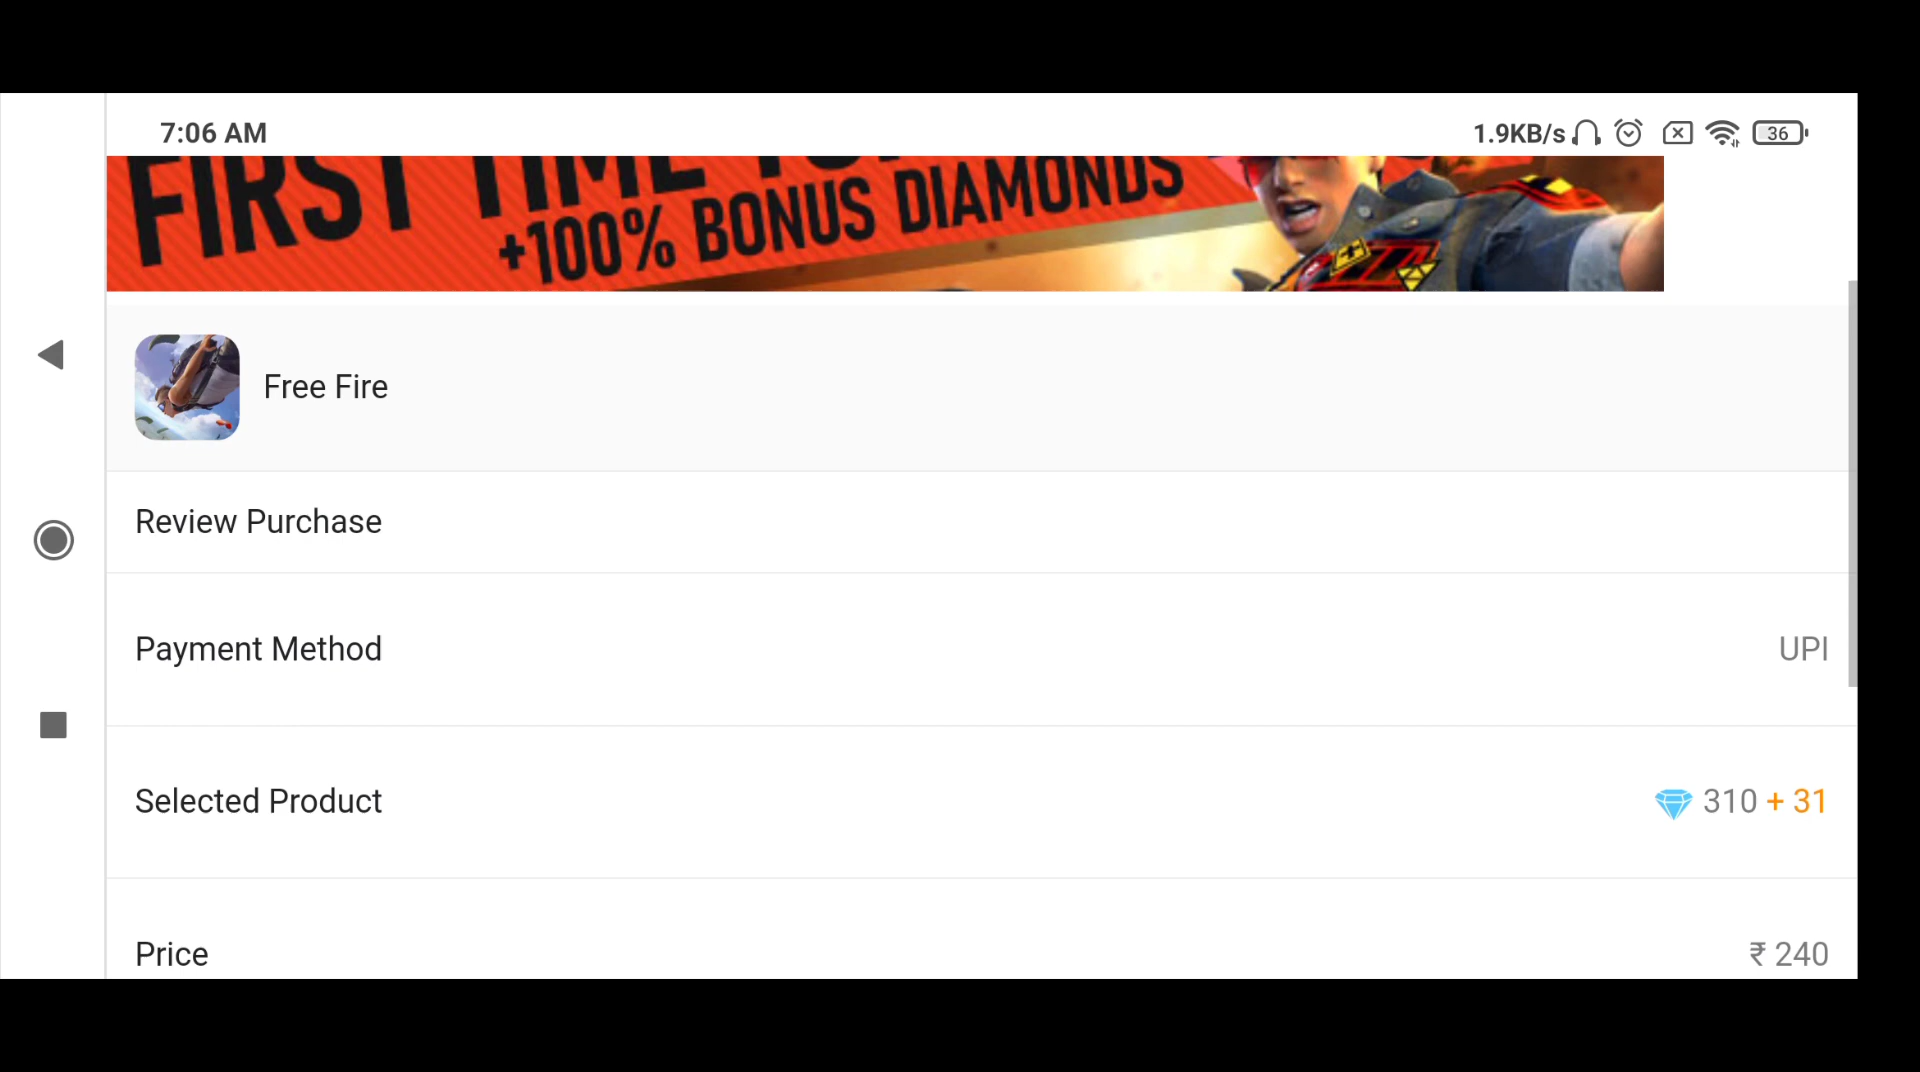 7:06 AM
1.9KB/s
36
FIRST TIME
+100% BONUS DIAMONDS
Free Fire
Review Purchase
Payment Method
UPI
Selected Product
310 + 31
Price
₹ 240